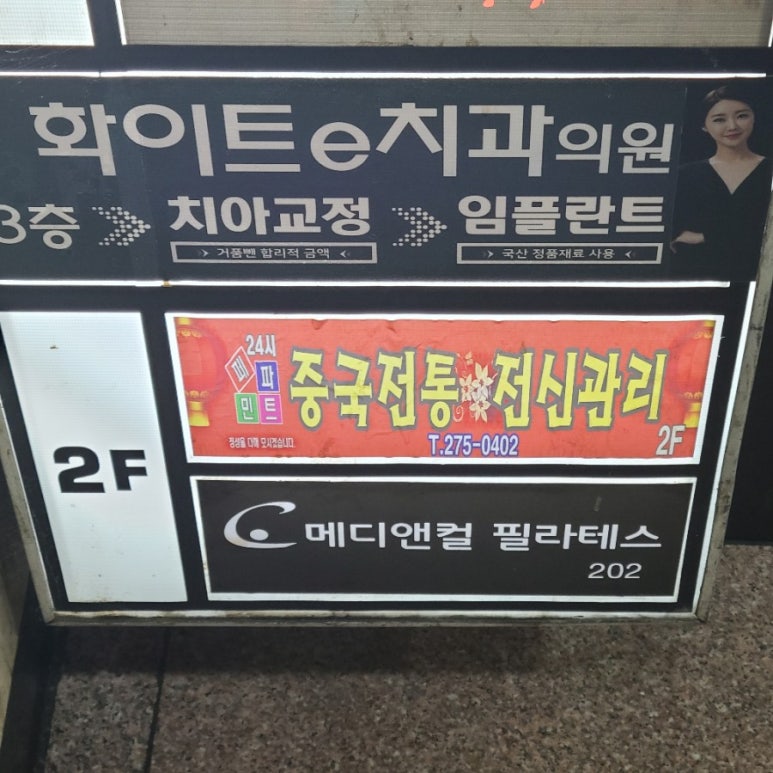 화이트e치과의원
3층 치아교정 임플란트
거품뺀 합리적 금액 국산 정품재료 사용
2F
24시
페파
민트
중국전통 전신관리
정성을 다해 모시겠습니다
T.275-0402
2F
메디앤컬 필라테스
202